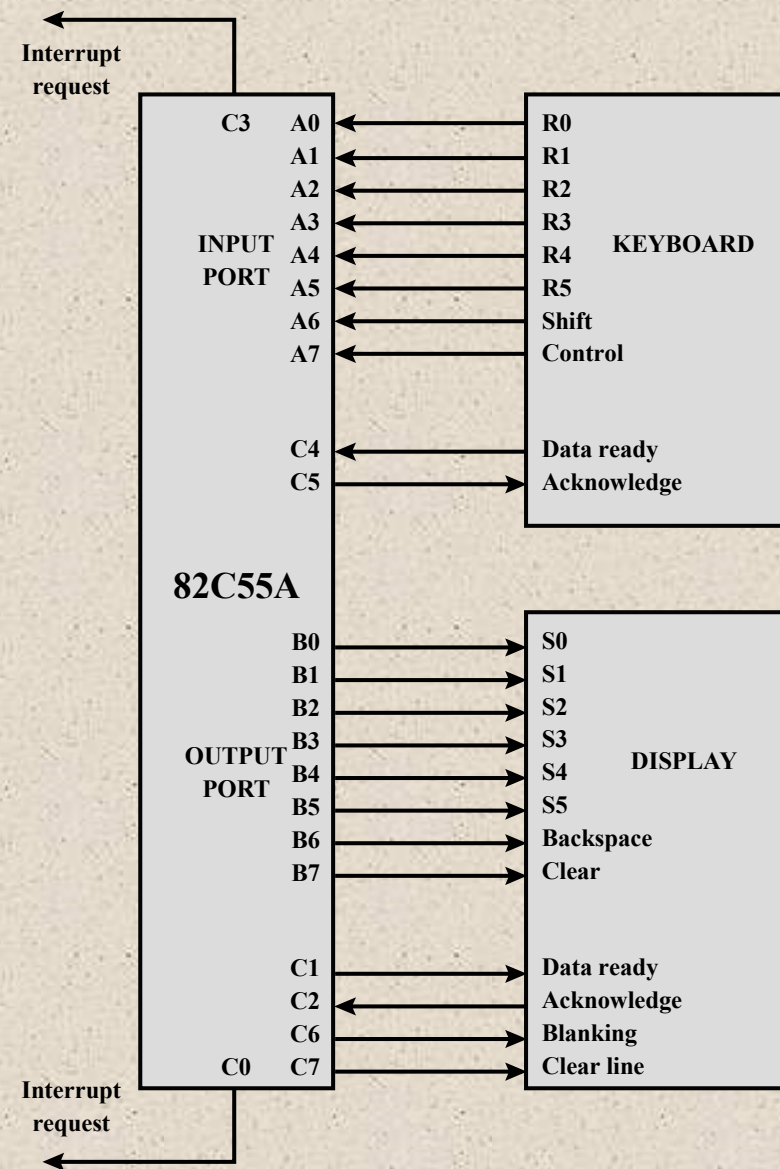 Interrupt
request
C3 A0 R0
A1 R1
A2 R2
A3 R3
INPUT
PORT
KEYBOARD
A4 R4
A5 R5
A6 Shift
A7 Control
C4 Data ready
C5 Acknowledge
82C55A
B0 S0
B1 S1
B2 S2
B3 S3
OUTPUT
PORT
DISPLAY
B4 S4
B5 S5
B6 Backspace
B7 Clear
C1 Data ready
C2 Acknowledge
C6 Blanking
C0 C7 Clear line
Interrupt
request